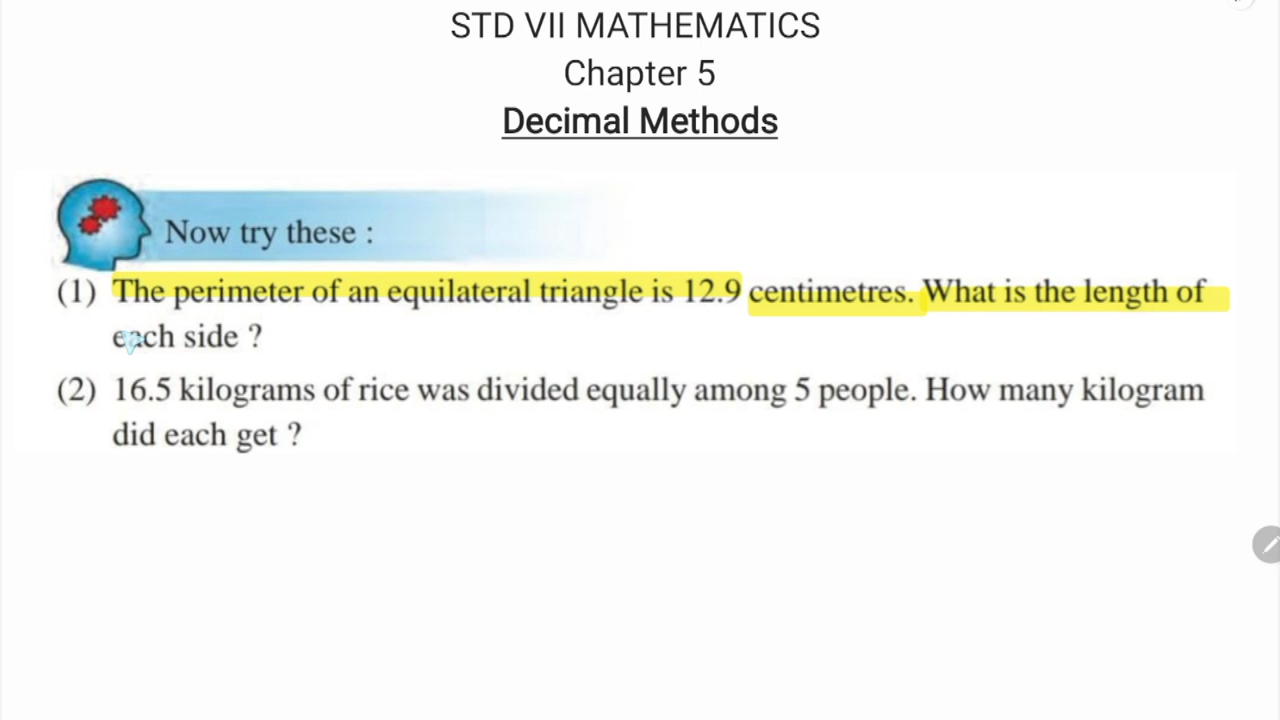 STD VII MATHEMATICS
Chapter 5
Decimal Methods
Now try these :
(1) The perimeter of an equilateral triangle is 12.9 centimetres. What is the length of
each side ?
(2) 16.5 kilograms of rice was divided equally among 5 people. How many kilogram
did each get ?